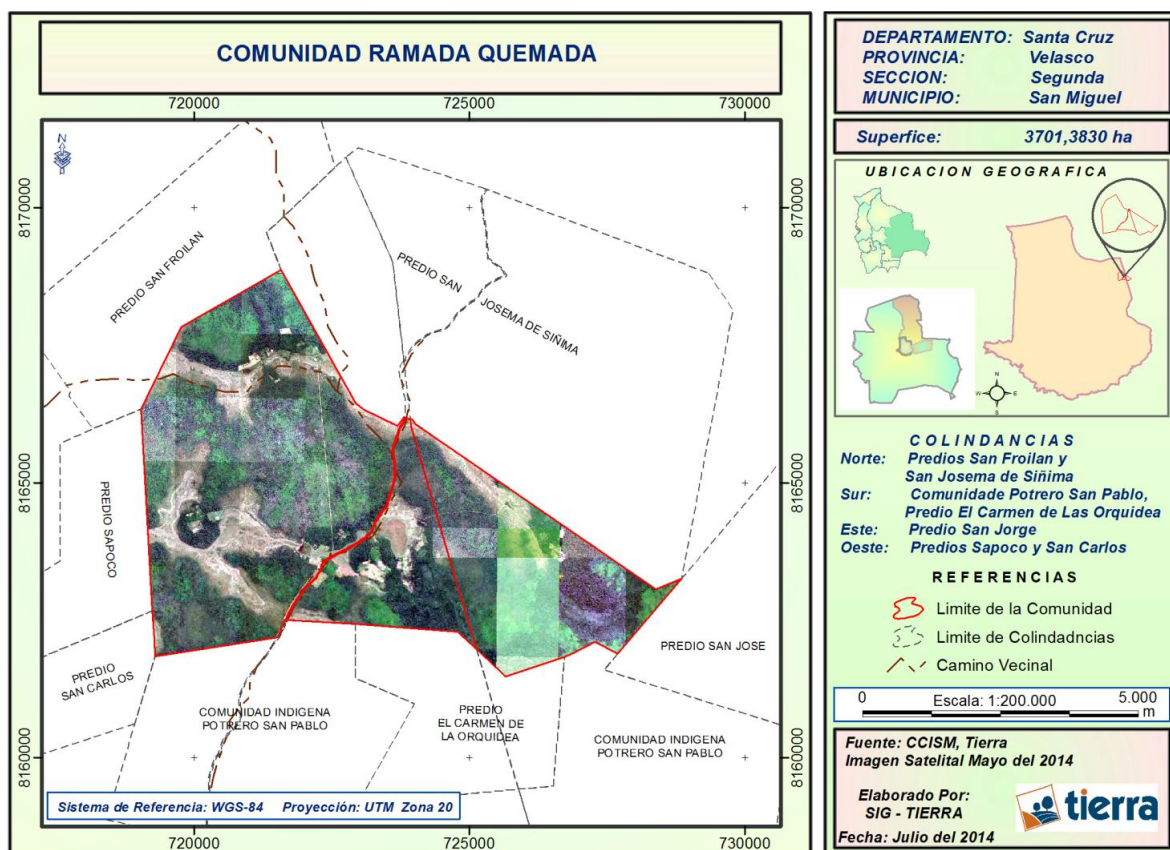 COMUNIDAD RAMADA QUEMADA
720000
725000
730000
8170000
8165000
8160000
8170000
8165000
8160000
N
PREDIO SAN FROILAN
PREDIO SAN
JOSEMA DE SIÑIMA
PREDIO SAPOCO
PREDIO
SAN CARLOS
COMUNIDAD INDIGENA
POTRERO SAN PABLO
PREDIO
EL CARMEN DE
LA ORQUIDEA
PREDIO SAN JOSE
COMUNIDAD INDIGENA
POTRERO SAN PABLO
Sistema de Referencia: WGS-84 Proyección: UTM Zona 20
720000
725000
730000
DEPARTAMENTO: Santa Cruz
PROVINCIA: Velasco
SECCION: Segunda
MUNICIPIO: San Miguel
Superfice: 3701,3830 ha
UBICACION GEOGRAFICA
N
W E
S
COLINDANCIAS
Norte: Predios San Froilan y
San Josema de Siñima
Sur: Comunidade Potrero San Pablo,
Predio El Carmen de Las Orquidea
Este: Predio San Jorge
Oeste: Predios Sapoco y San Carlos
REFERENCIAS
Limite de la Comunidad
Limite de Colindadncias
Camino Vecinal
0 Escala: 1:200.000 5.000
m
Fuente: CCISM, Tierra
Imagen Satelital Mayo del 2014
Elaborado Por:
SIG - TIERRA
tierra
Fecha: Julio del 2014